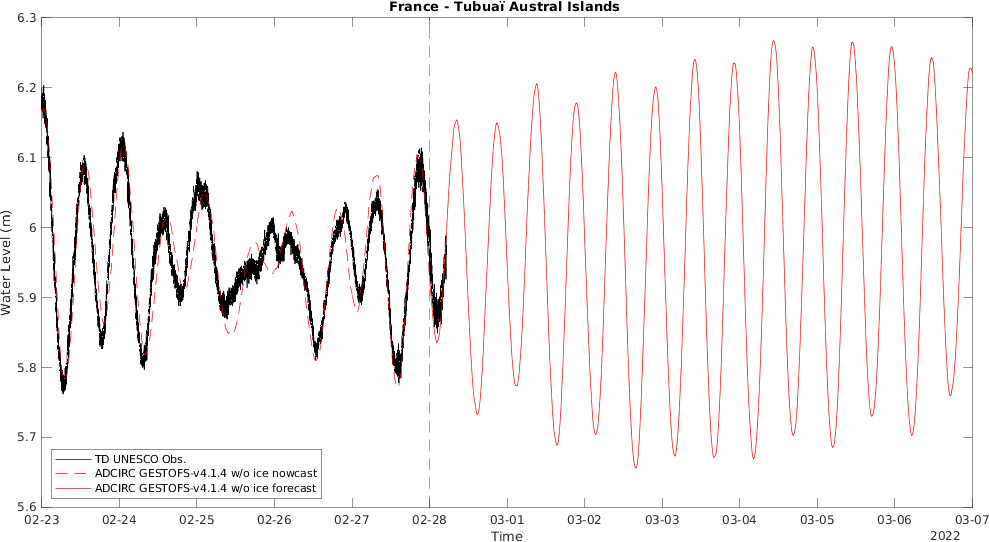 France - Tubuaï Austral Islands
6.3
6.2
6.1
6
5.9
5.8
5.7
5.6
Water Level (m)
TD UNESCO Obs.
ADCIRC GESTOFS-v4.1.4 w/o ice nowcast
ADCIRC GESTOFS-v4.1.4 w/o ice forecast
02-23 02-24 02-25 02-26 02-27 02-28 03-01 03-02 03-03 03-04 03-05 03-06 03-07
Time
2022